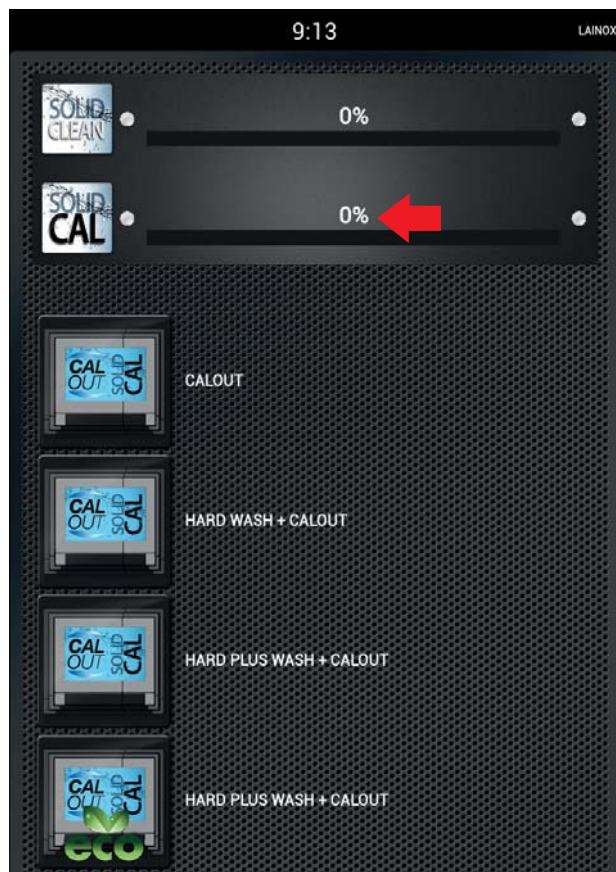 9:13
LAINOX
SOLID
CLEAN
0%
SOLID
CAL
0%
CAL
OUT
SOLID
CAL
CALOUT
CAL
OUT
SOLID
CAL
HARD WASH + CALOUT
CAL
OUT
SOLID
CAL
HARD PLUS WASH + CALOUT
CAL
OUT
SOLID
CAL
eco
HARD PLUS WASH + CALOUT